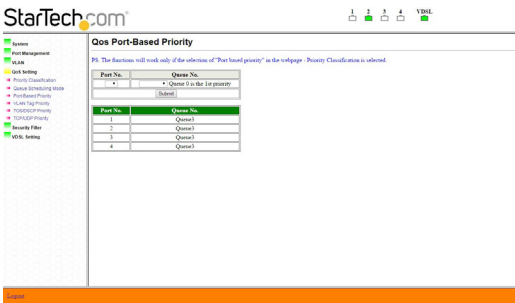 StarTech.com
1 2 3 4 VDSL
System
Port Management
VLAN
QoS Setting
Priority Classification
Queue Scheduling Mode
Port-Based Priority
VLAN Tag Priority
TOS/DSCP Priority
TCP/UDP Priority
Security Filter
VDSL Setting
Logout
Qos Port-Based Priority
PS. The functions will work only if the selection of "Port based priority" in the webpage - Priority Classification is selected.
Port No. Queue No.
Queue 0 is the 1st priority
Submit
Port No. Queue No.
1 Queue3
2 Queue3
3 Queue3
4 Queue3